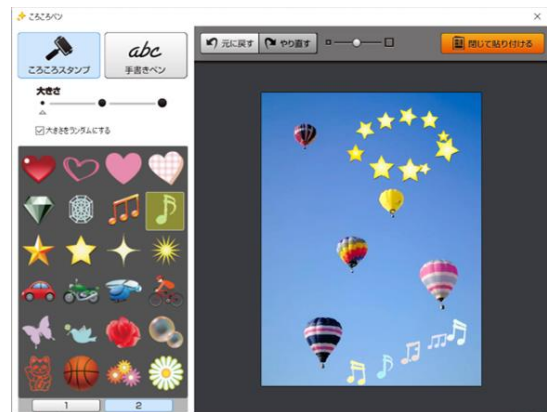 ころころペン
ころころスタンプ
abc
手書きペン
大きさ
大きさをランダムにする
1
2
元に戻す
やり直す
閉じて貼り付ける